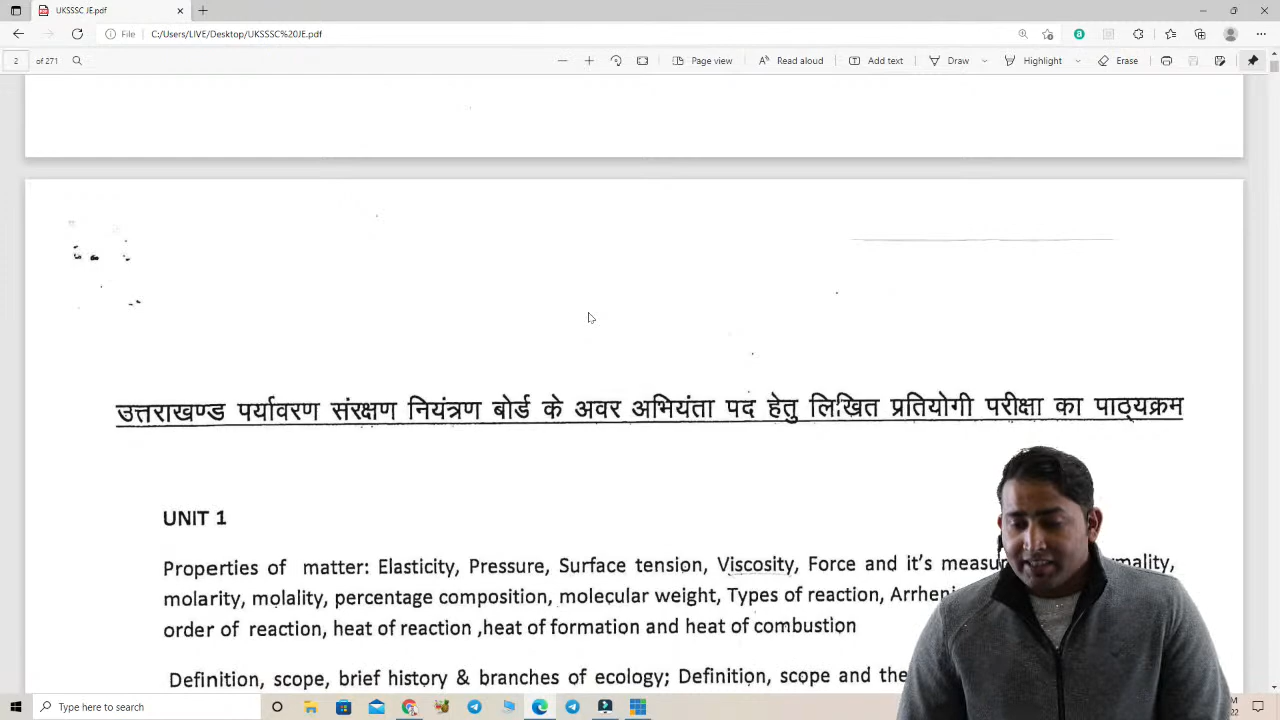 UKSSSC JE.pdf
File C:/Users/LIVE/Desktop/UKSSSC%20JE.pdf
2 of 271 Page view Read aloud Add text Draw Highlight Erase
उत्तराखण्ड पर्यावरण संरक्षण नियंत्रण बोर्ड के अवर अभियंता पद हेतु लिखित प्रतियोगी परीक्षा का पाठ्यक्रम
UNIT 1
Properties of matter: Elasticity, Pressure, Surface tension, Viscosity, Force and it's
molarity, molality, percentage composition, molecular weight, Types of reaction,
order of reaction, heat of reaction ,heat of formation and heat of combustion
Definition, scope, brief history & branches of ecology; Definition, scope and the
Type here to search